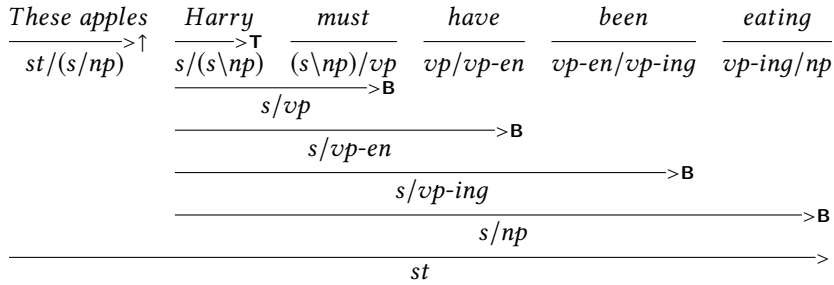 These apples Harry must have been eating
>↑ >T
st/(s/np) s/(s\np) (s\np)/vp vp/vp-en vp-en/vp-ing vp-ing/np
>B
s/vp
>B
s/vp-en
>B
s/vp-ing
>B
s/np
>
st